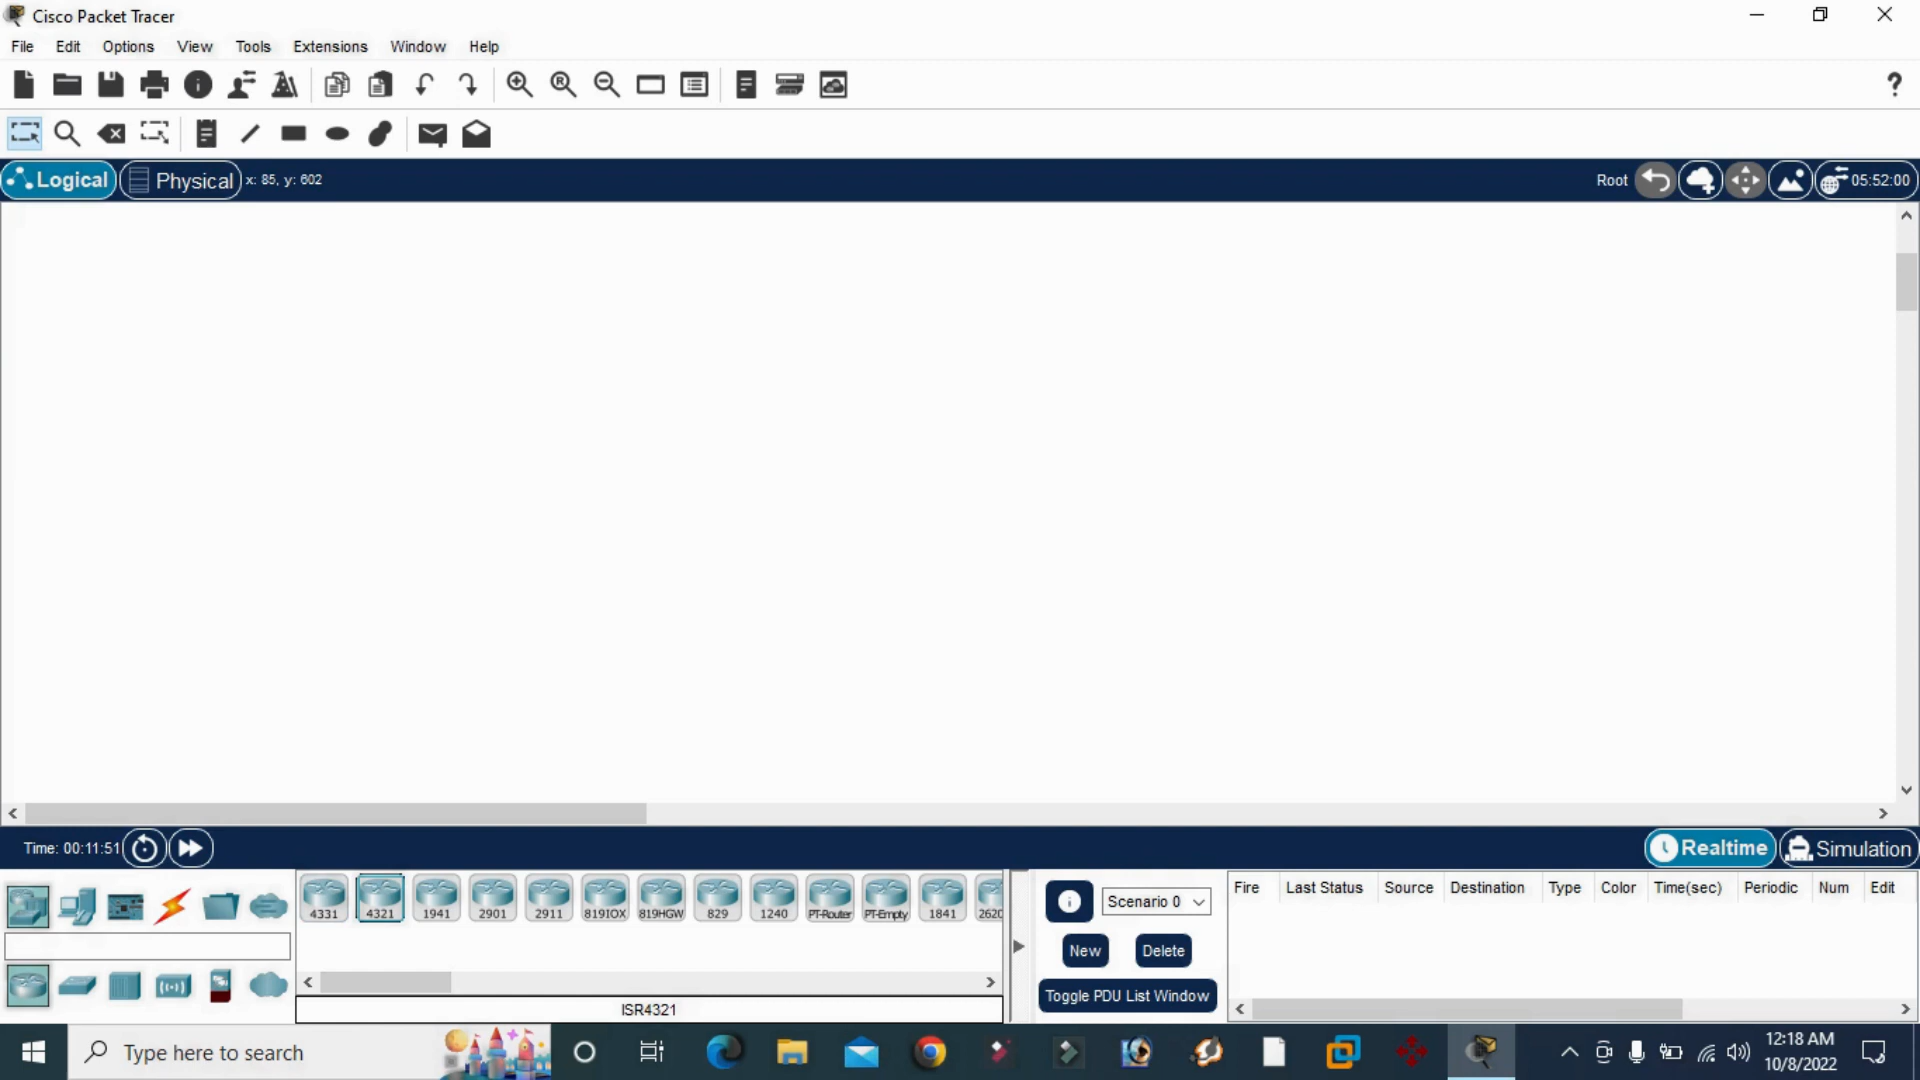 Cisco Packet Tracer
File Edit Options View Tools Extensions Window Help
Logical Physical x: 85, y: 602 Root 05:52:00
Time: 00:11:51 Realtime Simulation
4331 4321 1941 2901 2911 819IOX 819HGW 829 1240 PT-Router PT-Empty 1841 2620
ISR4321
Scenario 0
New Delete
Toggle PDU List Window
Fire Last Status Source Destination Type Color Time(sec) Periodic Num Edit
Type here to search
12:18 AM
10/8/2022